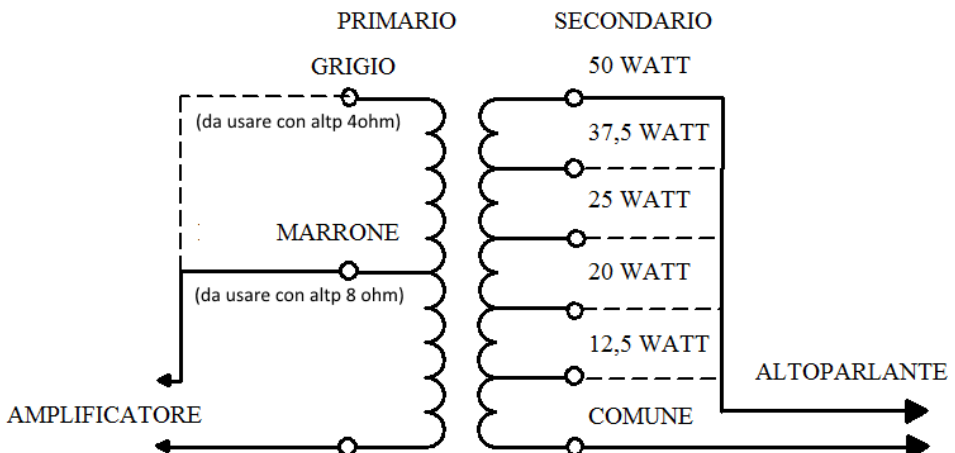 PRIMARIO
SECONDARIO
GRIGIO
50 WATT
(da usare con altp 4ohm)
37,5 WATT
25 WATT
MARRONE
20 WATT
(da usare con altp 8 ohm)
12,5 WATT
ALTOPARLANTE
AMPLIFICATORE
COMUNE